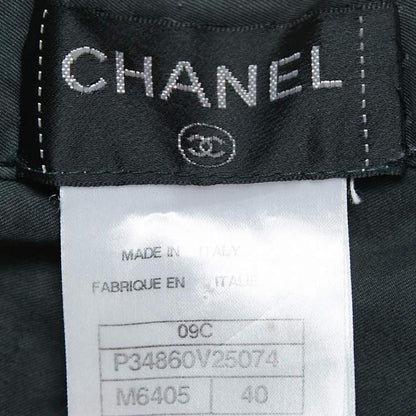 CHANEL
MADE IN ITALY
FABRIQUE EN ITALIE
09C
P34860V25074
M6405 40